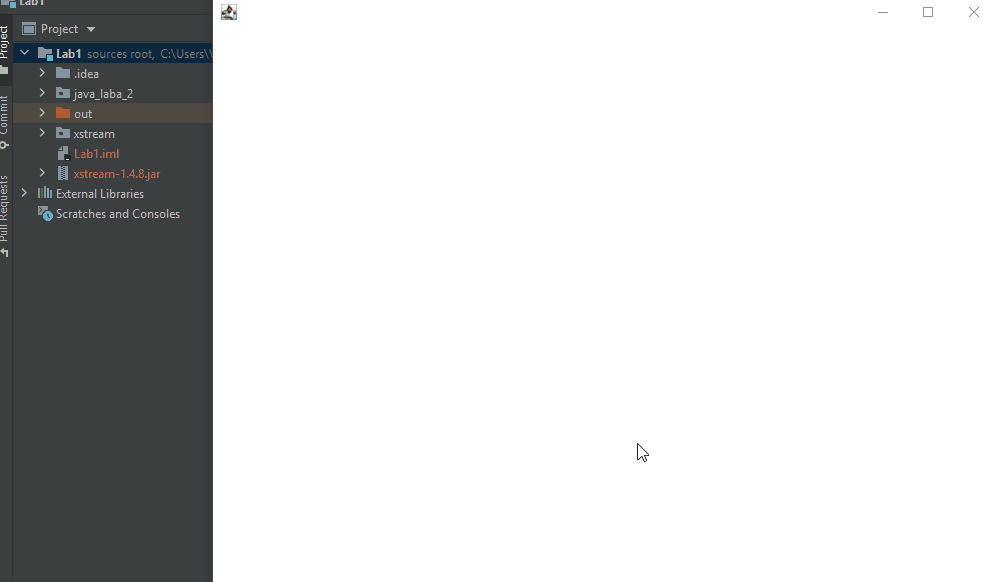 Lab1
Project
Project
Lab1 sources root, C:\Users\
.idea
java_laba_2
Commit
out
xstream
Lab1.iml
xstream-1.4.8.jar
Pull Requests
External Libraries
Scratches and Consoles